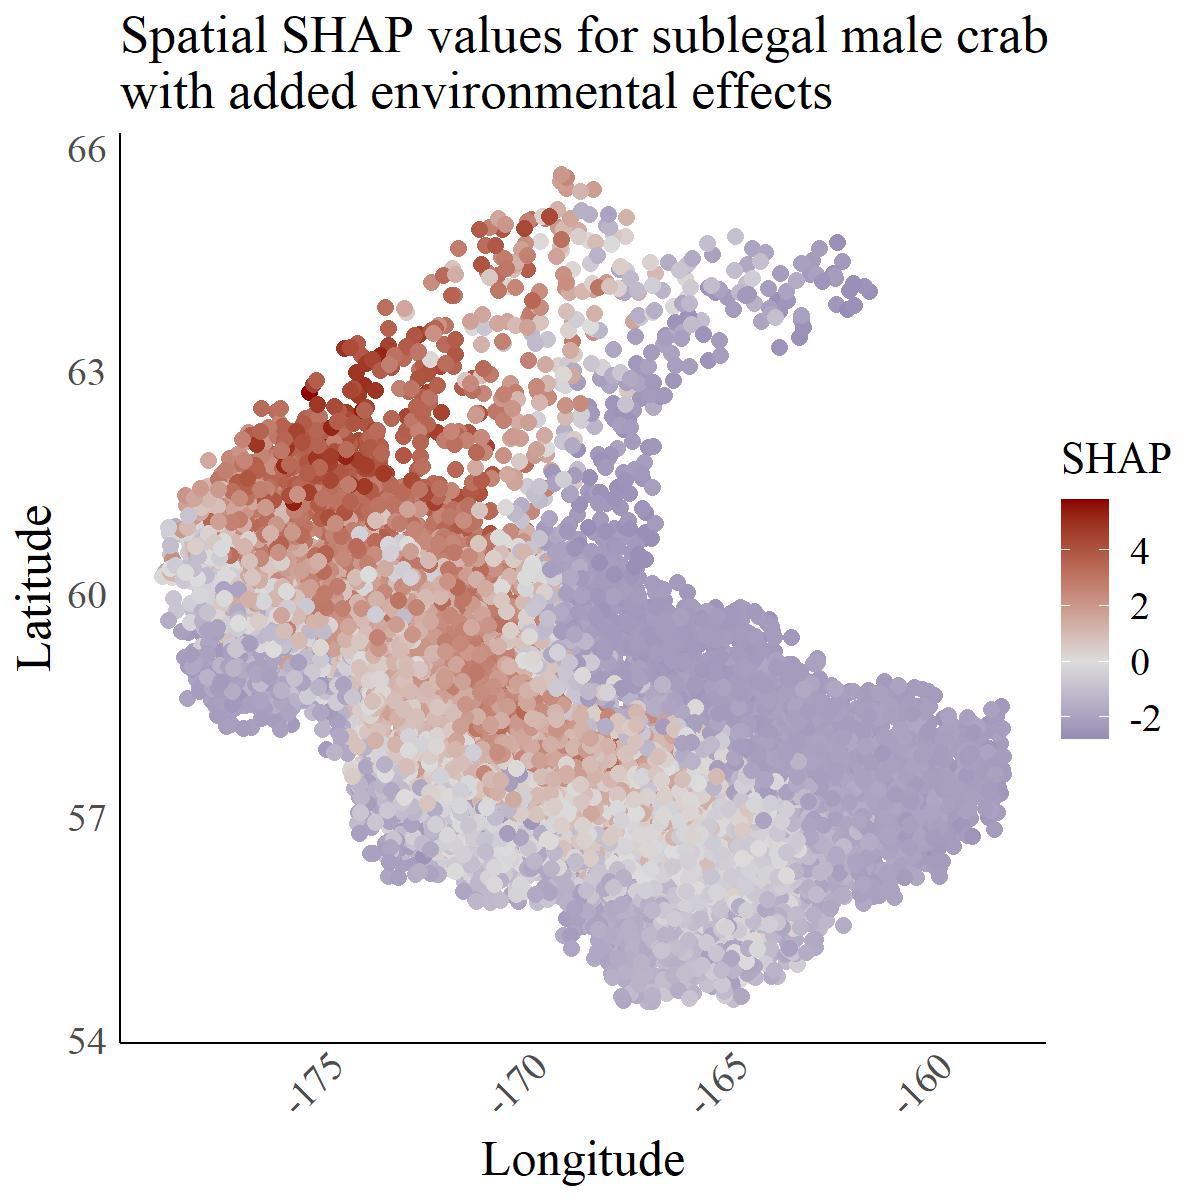 Spatial SHAP values for sublegal male crab
with added environmental effects
66
63
60
57
54
Latitude
-175
-170
-165
-160
Longitude
SHAP
4
2
0
-2